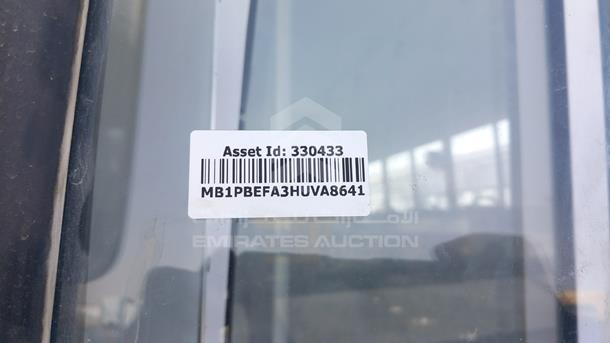 Asset Id: 330433
MB1PBEFA3HUVA8641
EMIRATES AUCTION